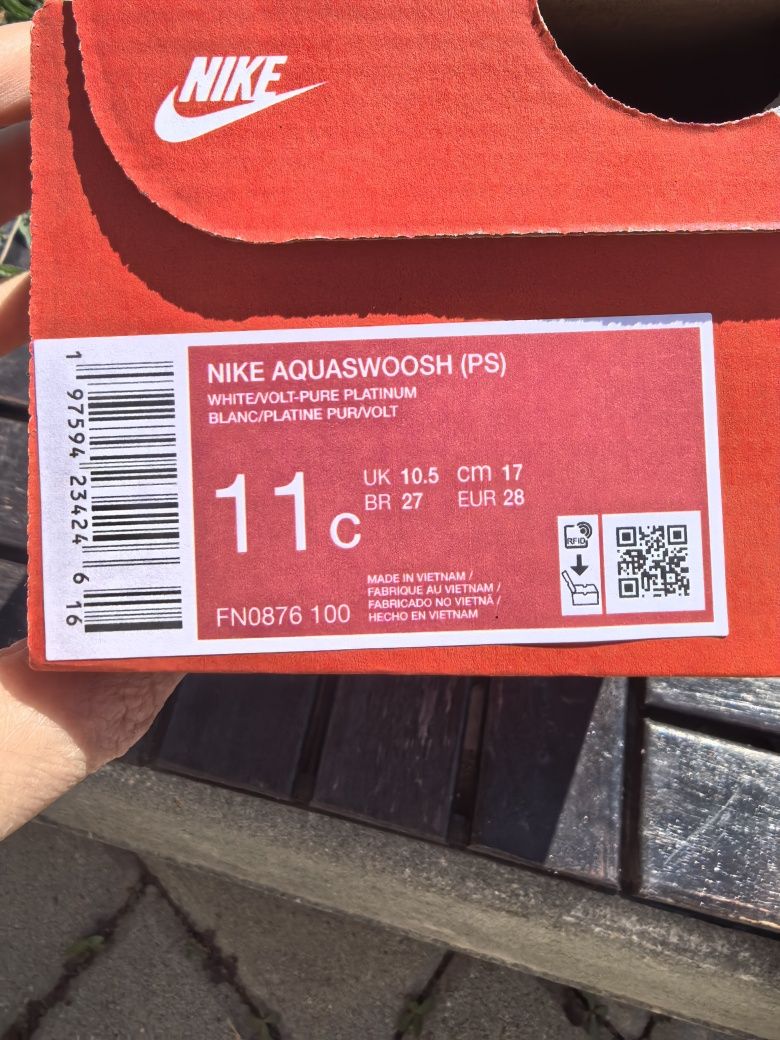 NIKE
NIKE AQUASWOOSH (PS)
WHITE/VOLT-PURE PLATINUM
BLANC/PLATINE PUR/VOLT
11c
UK 10.5 cm 17
BR 27 EUR 28
RFID
MADE IN VIETNAM /
FABRIQUE AU VIETNAM /
FABRICADO NO VIETNÃ /
HECHO EN VIETNAM
FN0876 100
1 97594 23424 6 16